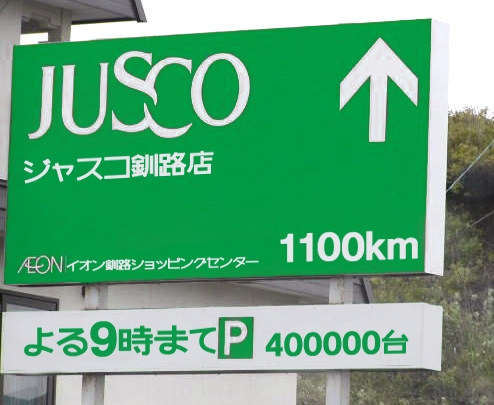 JUSCO
ジャスコ釧路店
ÆON イオン釧路ショッピングセンター
1100km
よる9時まで P 400000台